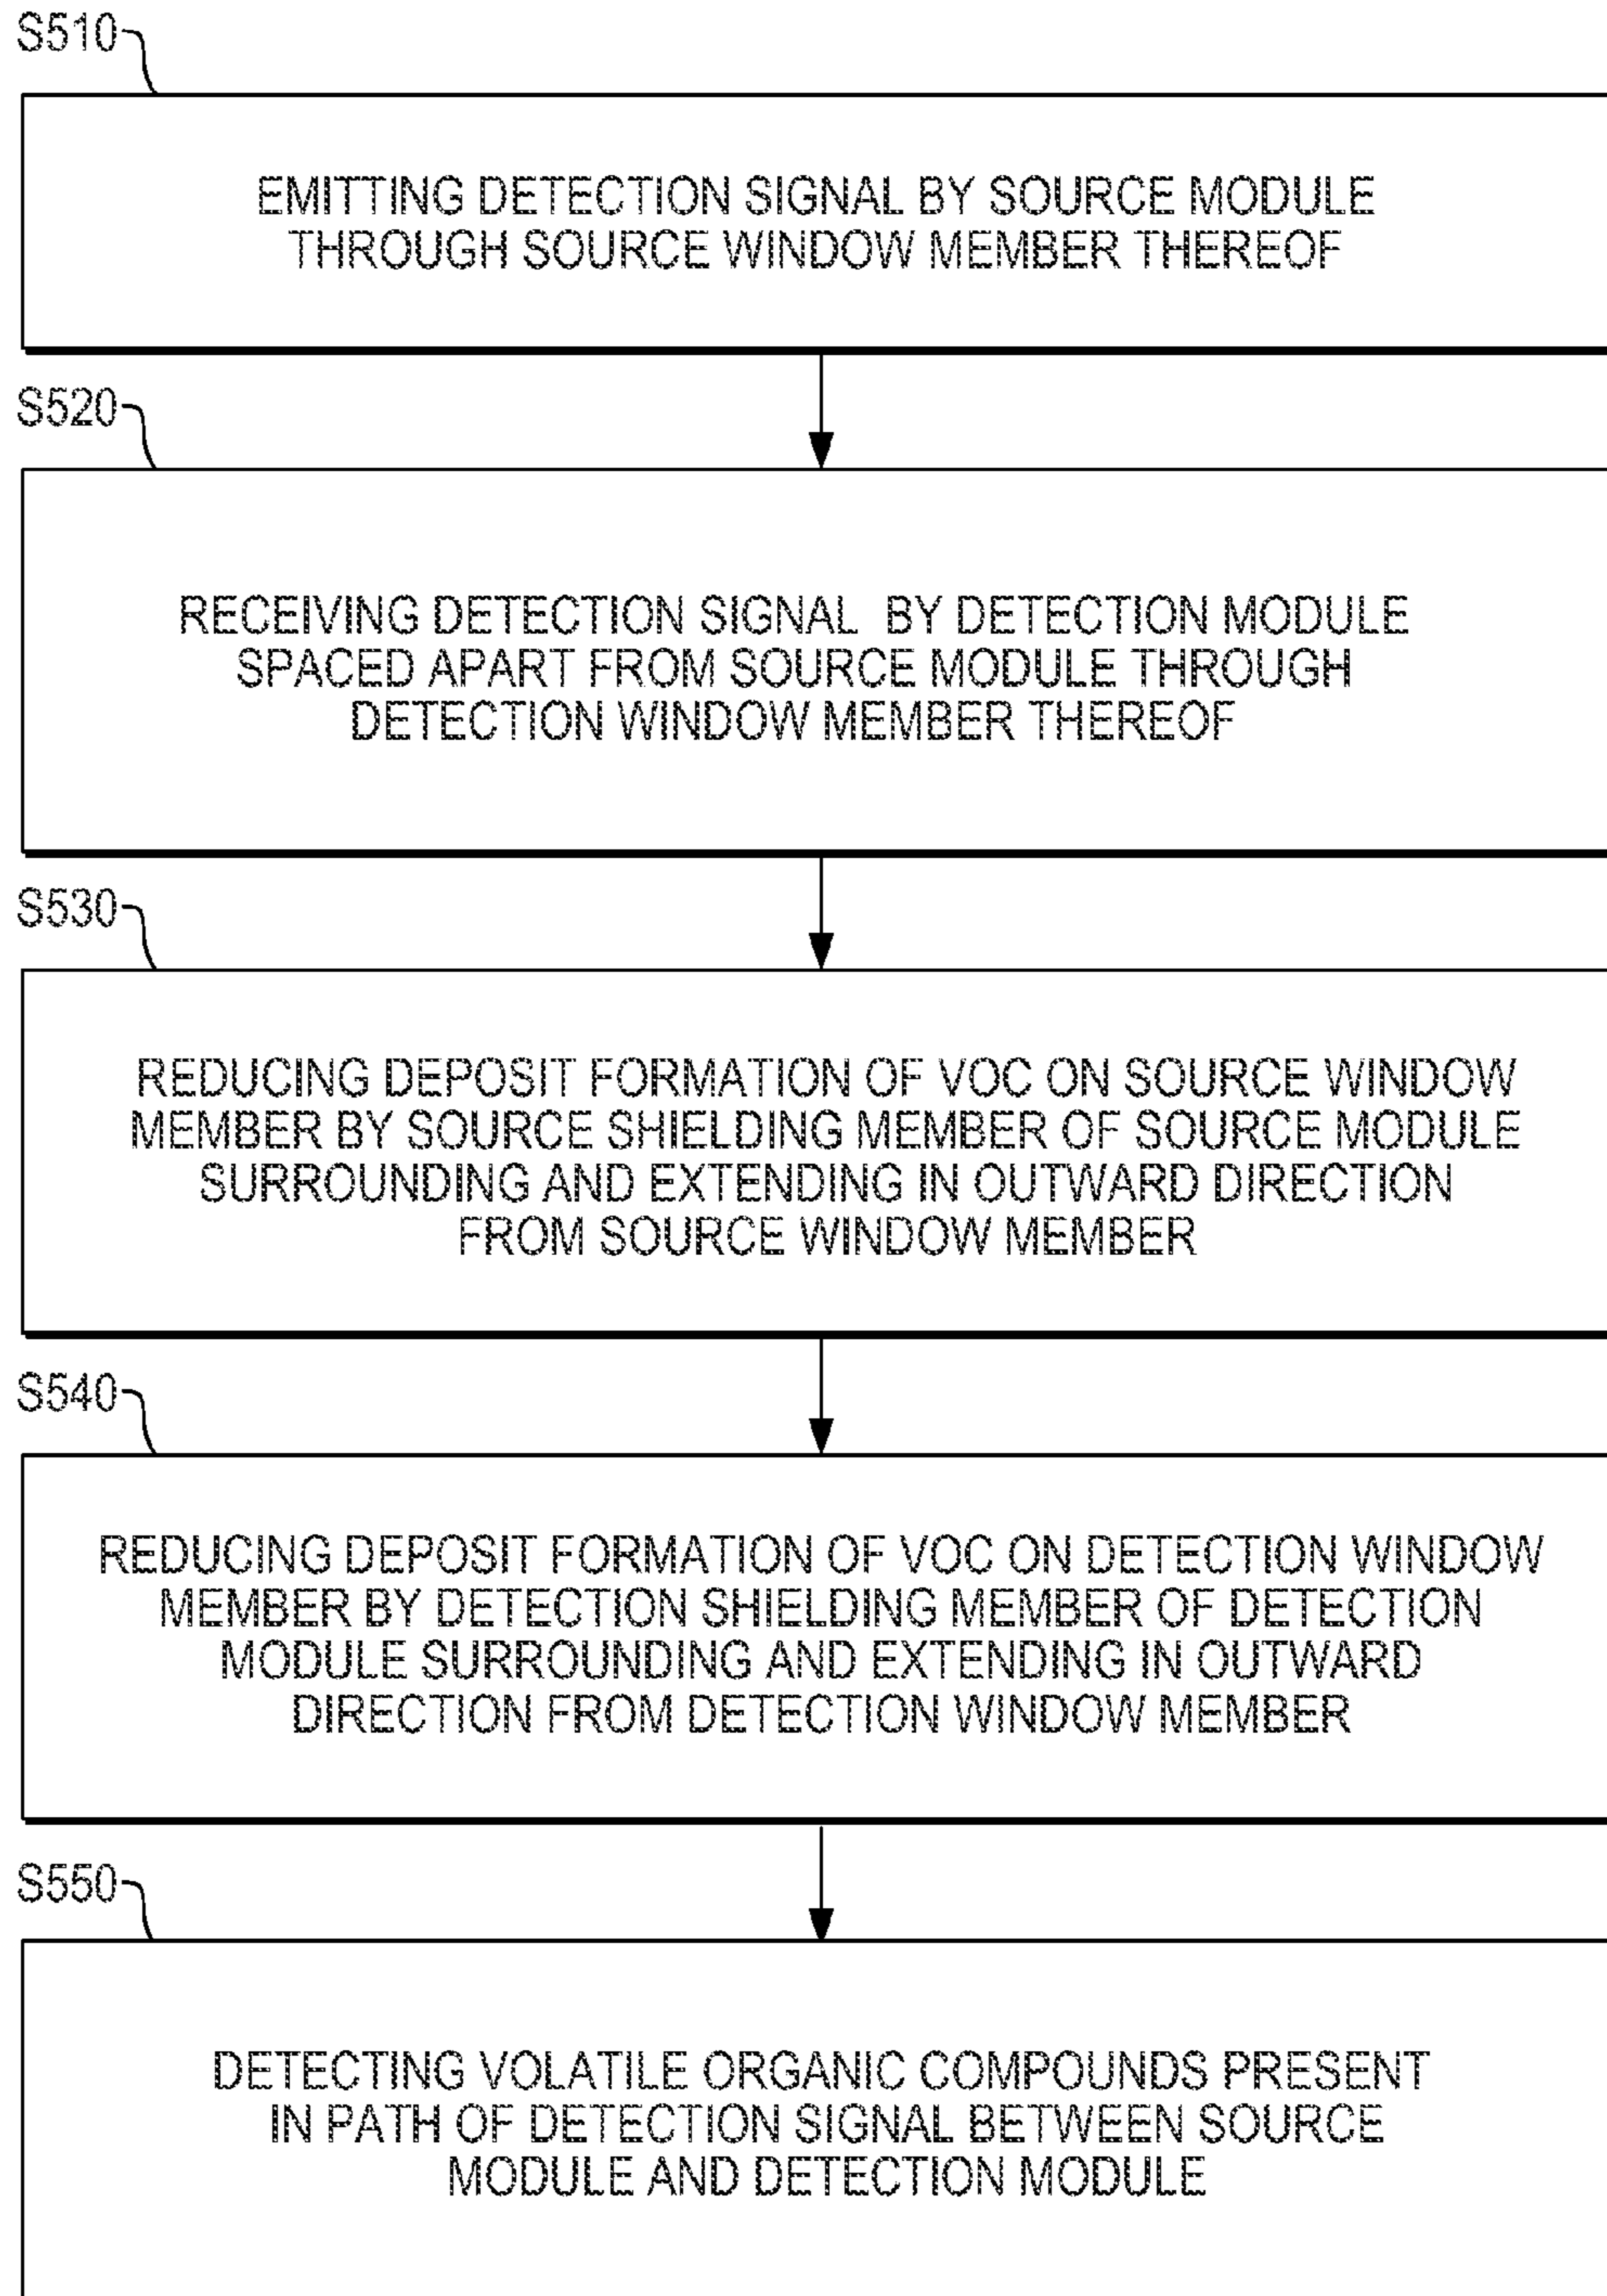 S510
EMITTING DETECTION SIGNAL BY SOURCE MODULE
THROUGH SOURCE WINDOW MEMBER THEREOF
S520
RECEIVING DETECTION SIGNAL BY DETECTION MODULE
SPACED APART FROM SOURCE MODULE THROUGH
DETECTION WINDOW MEMBER THEREOF
S530
REDUCING DEPOSIT FORMATION OF VOC ON SOURCE WINDOW
MEMBER BY SOURCE SHIELDING MEMBER OF SOURCE MODULE
SURROUNDING AND EXTENDING IN OUTWARD DIRECTION
FROM SOURCE WINDOW MEMBER
S540
REDUCING DEPOSIT FORMATION OF VOC ON DETECTION WINDOW
MEMBER BY DETECTION SHIELDING MEMBER OF DETECTION
MODULE SURROUNDING AND EXTENDING IN OUTWARD
DIRECTION FROM DETECTION WINDOW MEMBER
S550
DETECTING VOLATILE ORGANIC COMPOUNDS PRESENT
IN PATH OF DETECTION SIGNAL BETWEEN SOURCE
MODULE AND DETECTION MODULE